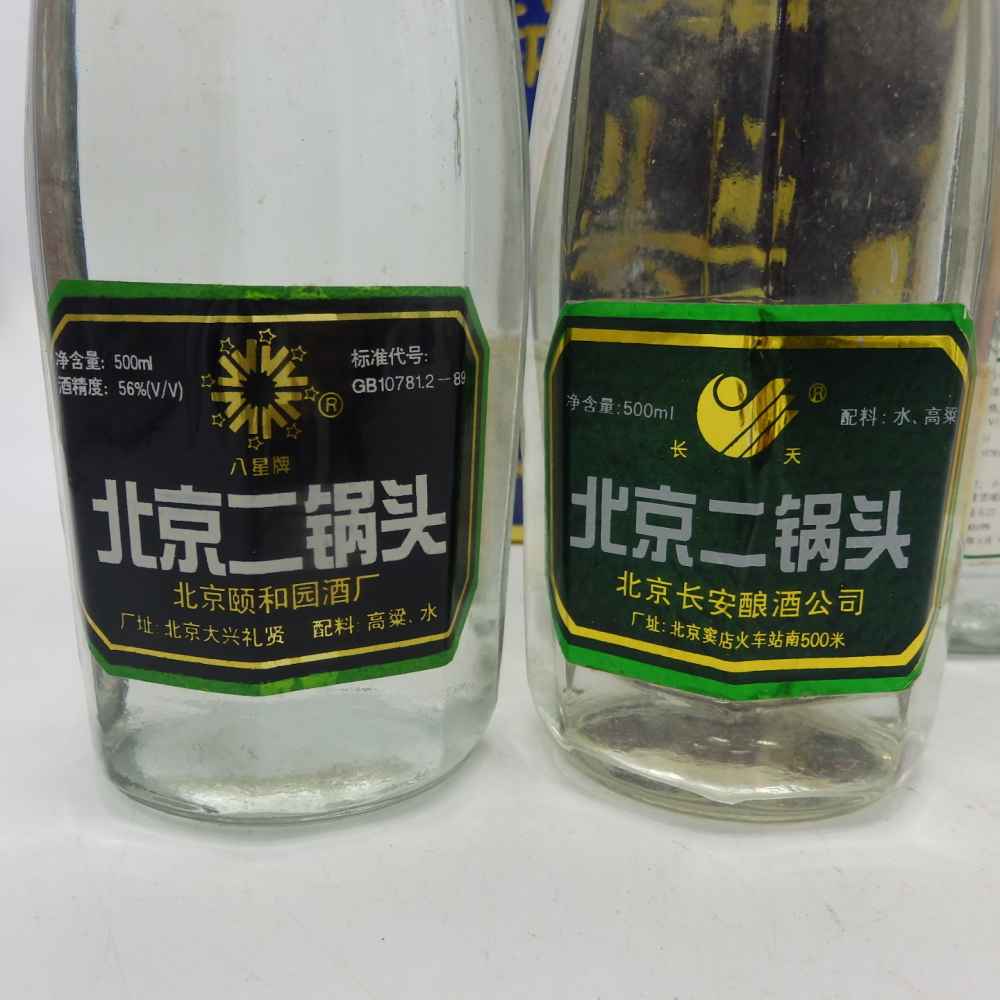 净含量: 500ml
酒精度: 56%(V/V)
标准代号:
GB10781.2-89
®
八星牌
北京二锅头
北京颐和园酒厂
厂址: 北京大兴礼贤 配料: 高粱、水
净含量:500ml
®
配料: 水、高粱
长 天
北京二锅头
北京长安酿酒公司
厂址: 北京窦店火车站南500米